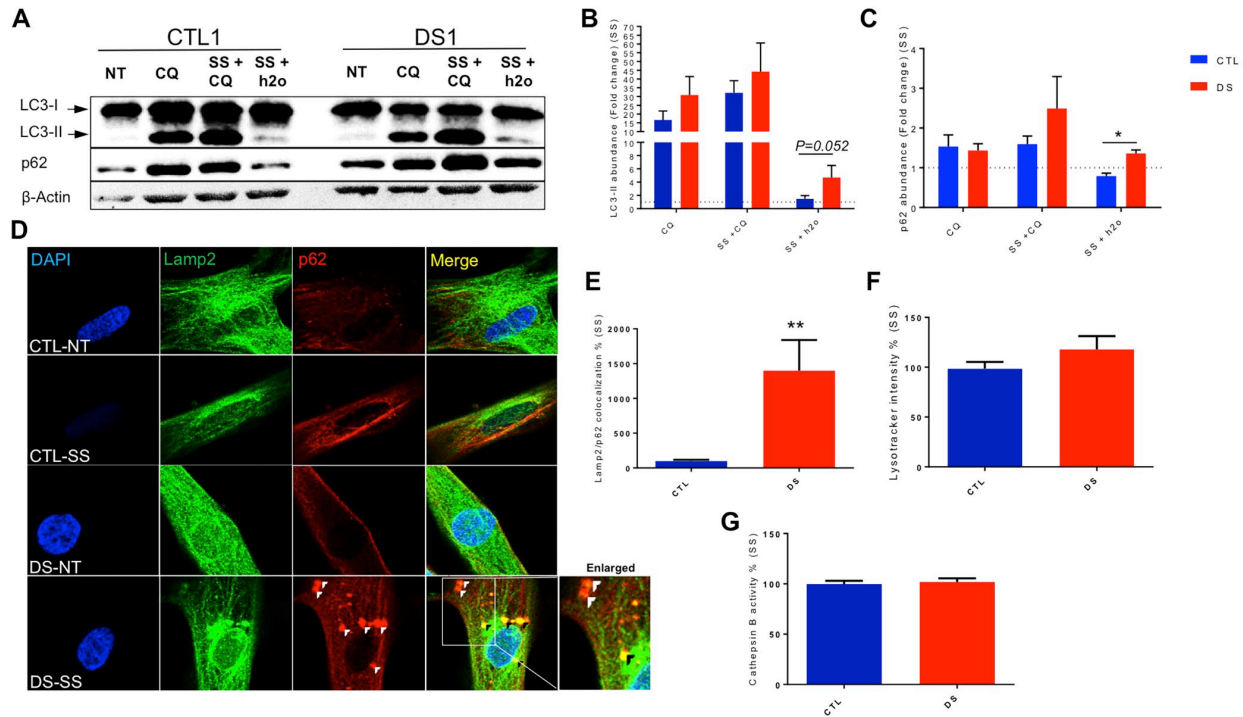 A
CTL1 DS1
NT CQ SS + CQ SS + h2o NT CQ SS + CQ SS + h2o
LC3-I
LC3-II
p62
β-Actin
B
LC3-II abundance (Fold change) (SS)
70
65
60
55
50
45
40
35
30
25
20
15
10
10
8
6
4
2
0
P=0.052
CQ
SS +CQ
SS + h2o
C
p62 abundance (Fold change) (SS)
4
3
2
1
0
*
CQ
SS +CQ
SS + h2o
CTL
DS
D
DAPI Lamp2 p62 Merge
CTL-NT
CTL-SS
DS-NT
DS-SS
Enlarged
E
Lamp2/p62 colocalization % (SS)
2000
1500
1000
500
0
**
CTL
DS
F
Lysotracker intensity % (SS)
150
100
50
0
CTL
DS
G
Cathepsin B activity % (SS)
150
100
50
0
CTL
DS